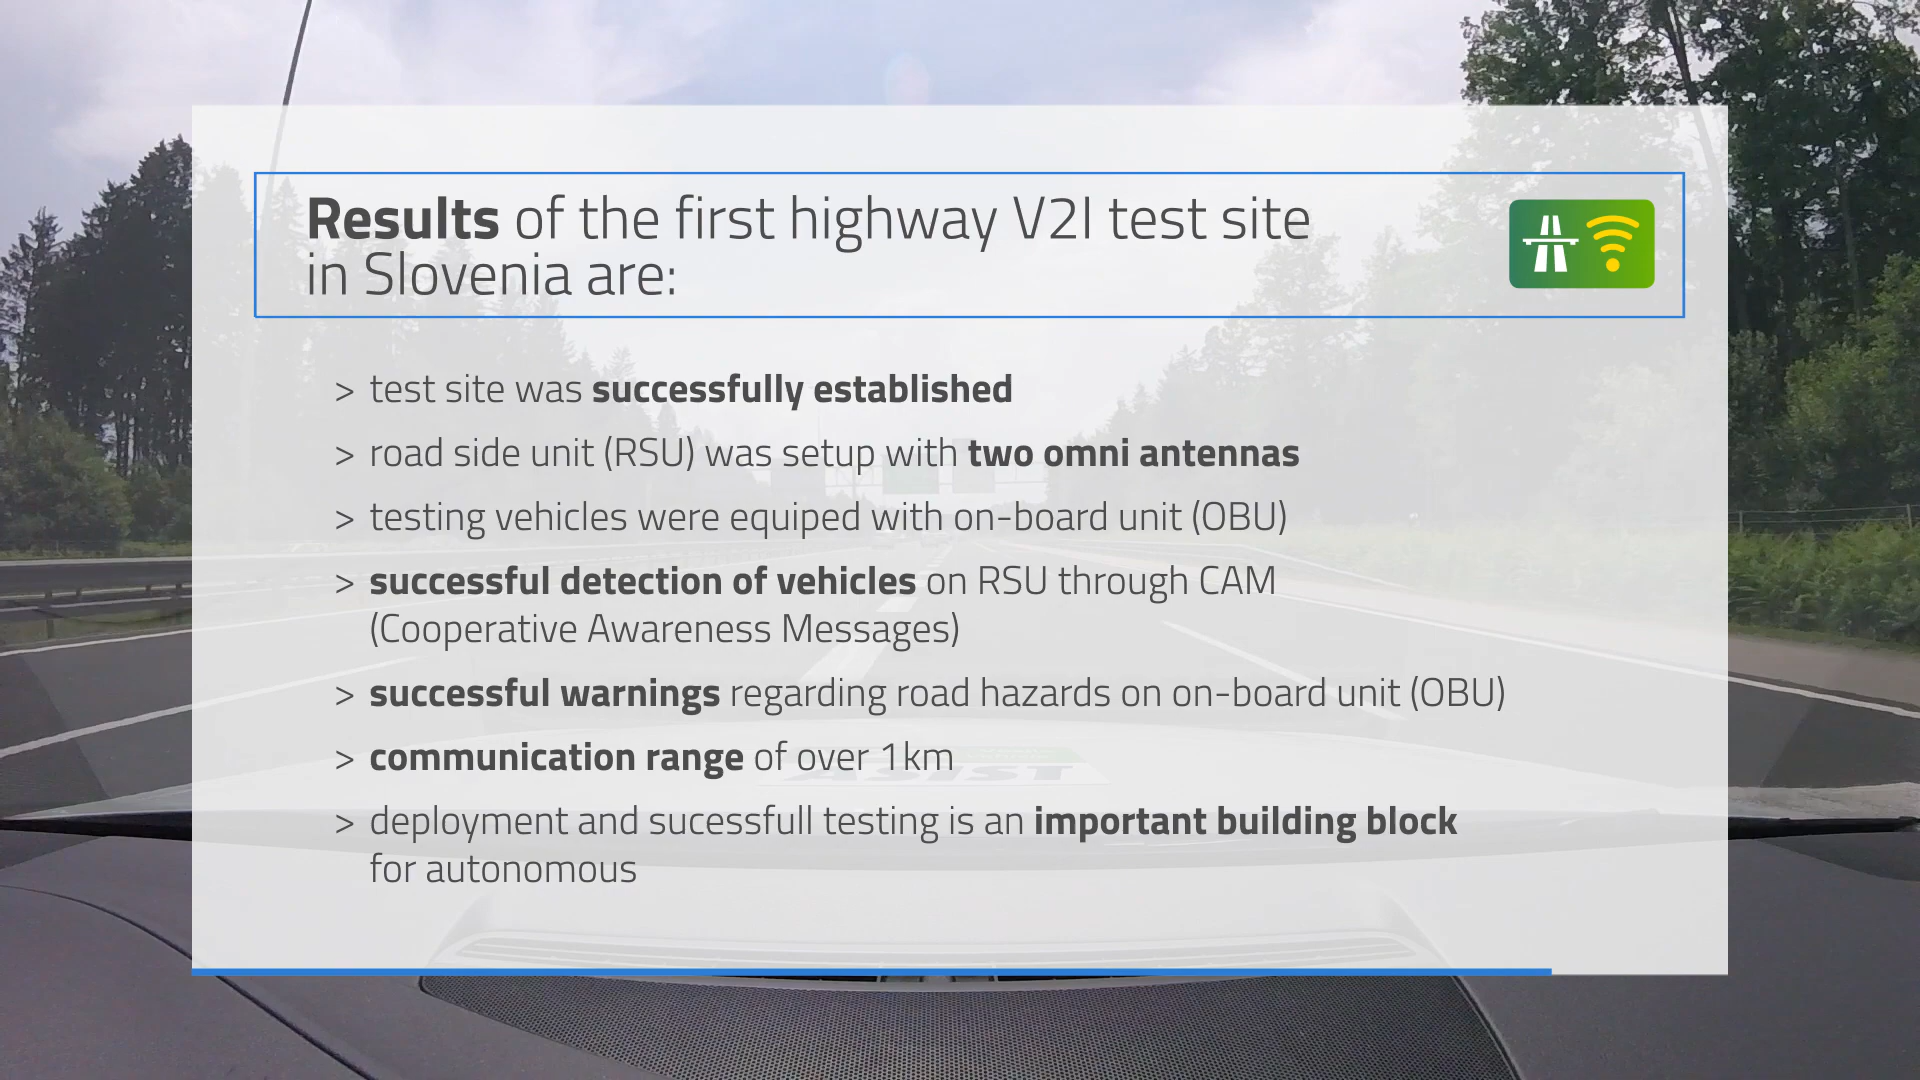 Results of the first highway V2I test site
in Slovenia are:
> test site was successfully established
> road side unit (RSU) was setup with two omni antennas
> testing vehicles were equiped with on-board unit (OBU)
> successful detection of vehicles on RSU through CAM
(Cooperative Awareness Messages)
> successful warnings regarding road hazards on on-board unit (OBU)
> communication range of over 1km
> deployment and sucessfull testing is an important building block
for autonomous
ASIST